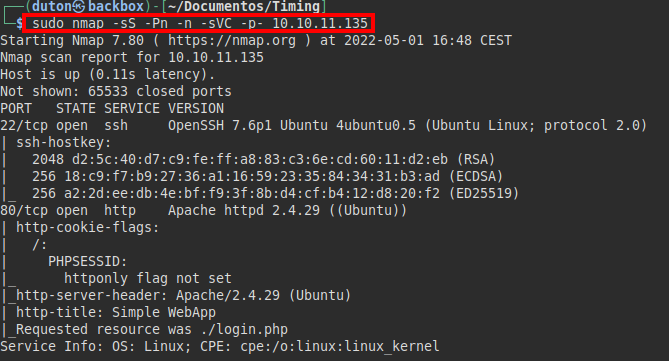 ┌──(duton㉿backbox)-[~/Documentos/Timing]
└─$ sudo nmap -sS -Pn -n -sVC -p- 10.10.11.135
Starting Nmap 7.80 ( https://nmap.org ) at 2022-05-01 16:48 CEST
Nmap scan report for 10.10.11.135
Host is up (0.11s latency).
Not shown: 65533 closed ports
PORT   STATE SERVICE VERSION
22/tcp open  ssh     OpenSSH 7.6p1 Ubuntu 4ubuntu0.5 (Ubuntu Linux; protocol 2.0)
| ssh-hostkey:
|   2048 d2:5c:40:d7:c9:fe:ff:a8:83:c3:6e:cd:60:11:d2:eb (RSA)
|   256 18:c9:f7:b9:27:36:a1:16:59:23:35:84:34:31:b3:ad (ECDSA)
|_  256 a2:2d:ee:db:4e:bf:f9:3f:8b:d4:cf:b4:12:d8:20:f2 (ED25519)
80/tcp open  http    Apache httpd 2.4.29 ((Ubuntu))
| http-cookie-flags:
|   /:
|     PHPSESSID:
|_      httponly flag not set
|_http-server-header: Apache/2.4.29 (Ubuntu)
| http-title: Simple WebApp
|_Requested resource was ./login.php
Service Info: OS: Linux; CPE: cpe:/o:linux:linux_kernel